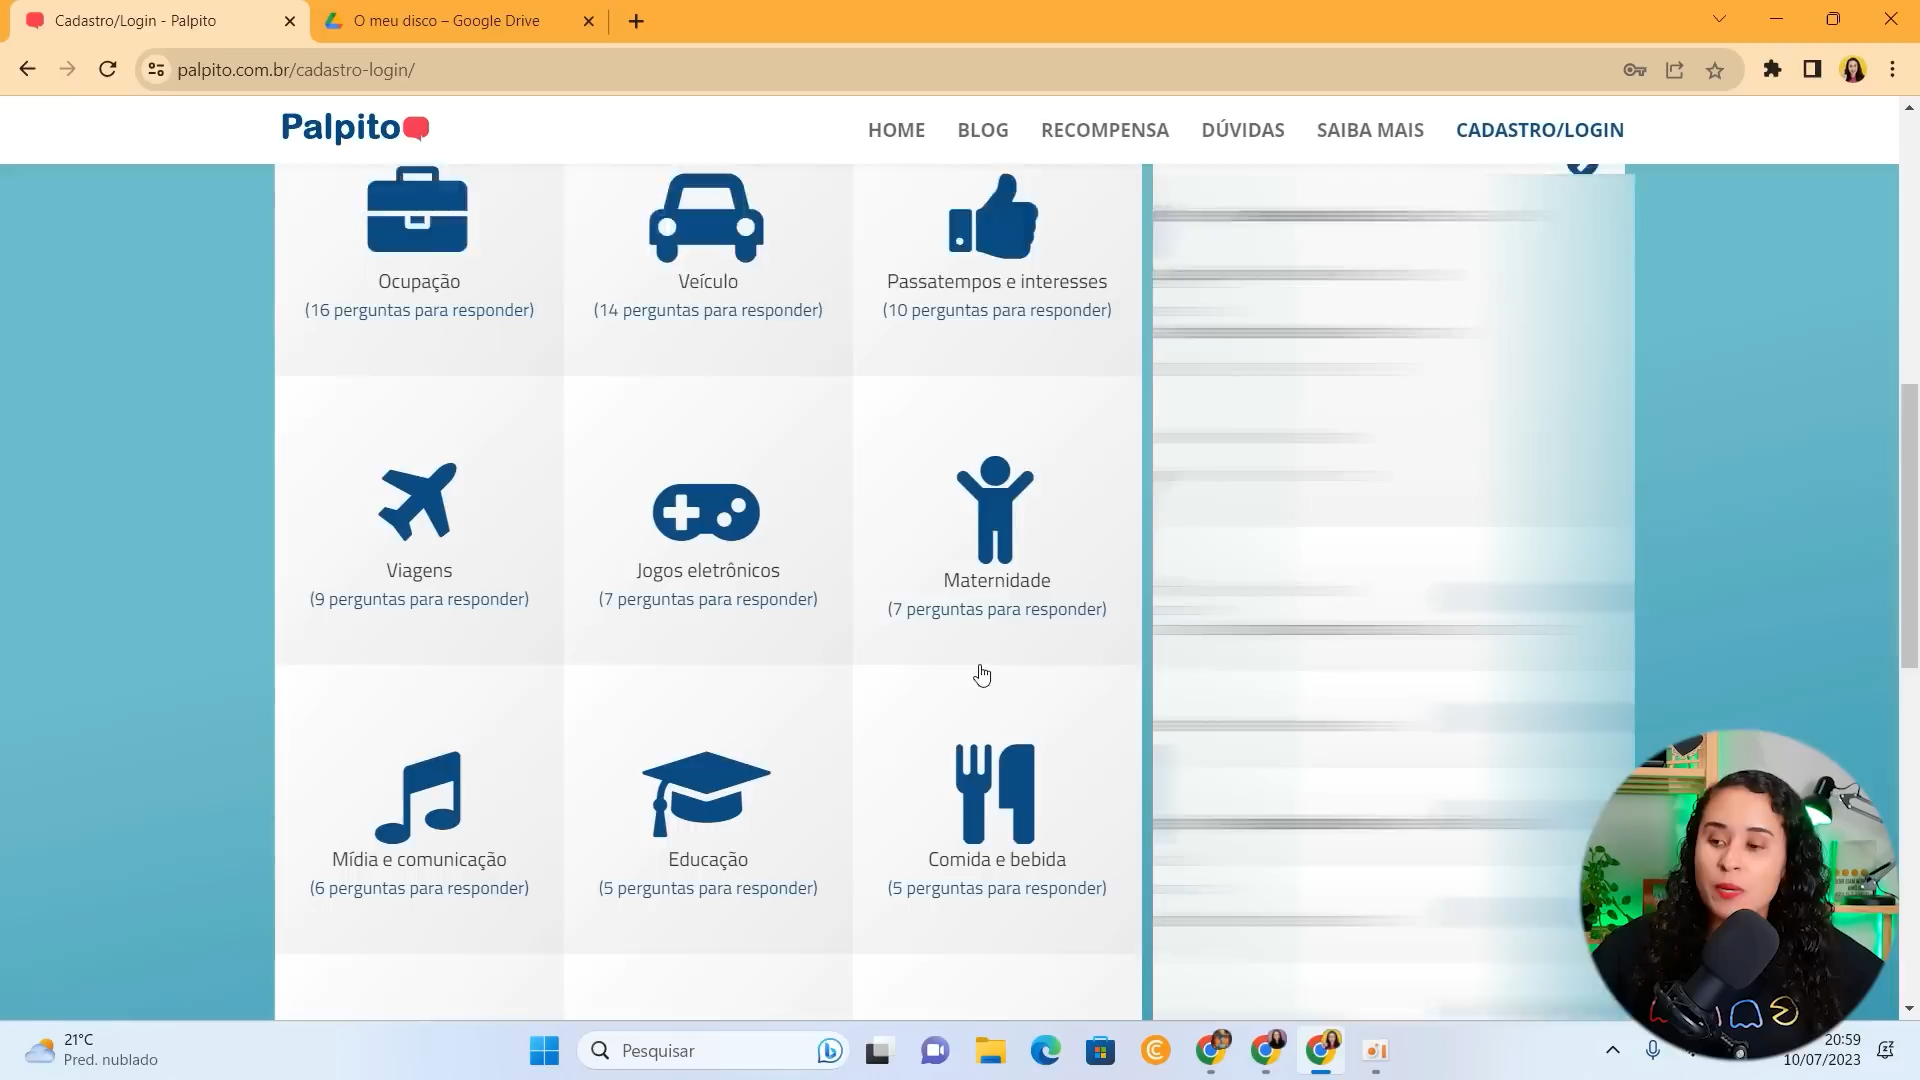 Cadastro/Login - Palpito
O meu disco – Google Drive
palpito.com.br/cadastro-login/
Palpito
HOME
BLOG
RECOMPENSA
DÚVIDAS
SAIBA MAIS
CADASTRO/LOGIN
Ocupação
(16 perguntas para responder)
Veículo
(14 perguntas para responder)
Passatempos e interesses
(10 perguntas para responder)
Viagens
(9 perguntas para responder)
Jogos eletrônicos
(7 perguntas para responder)
Maternidade
(7 perguntas para responder)
Mídia e comunicação
(6 perguntas para responder)
Educação
(5 perguntas para responder)
Comida e bebida
(5 perguntas para responder)
21°C
Pred. nublado
Pesquisar
20:59
10/07/2023